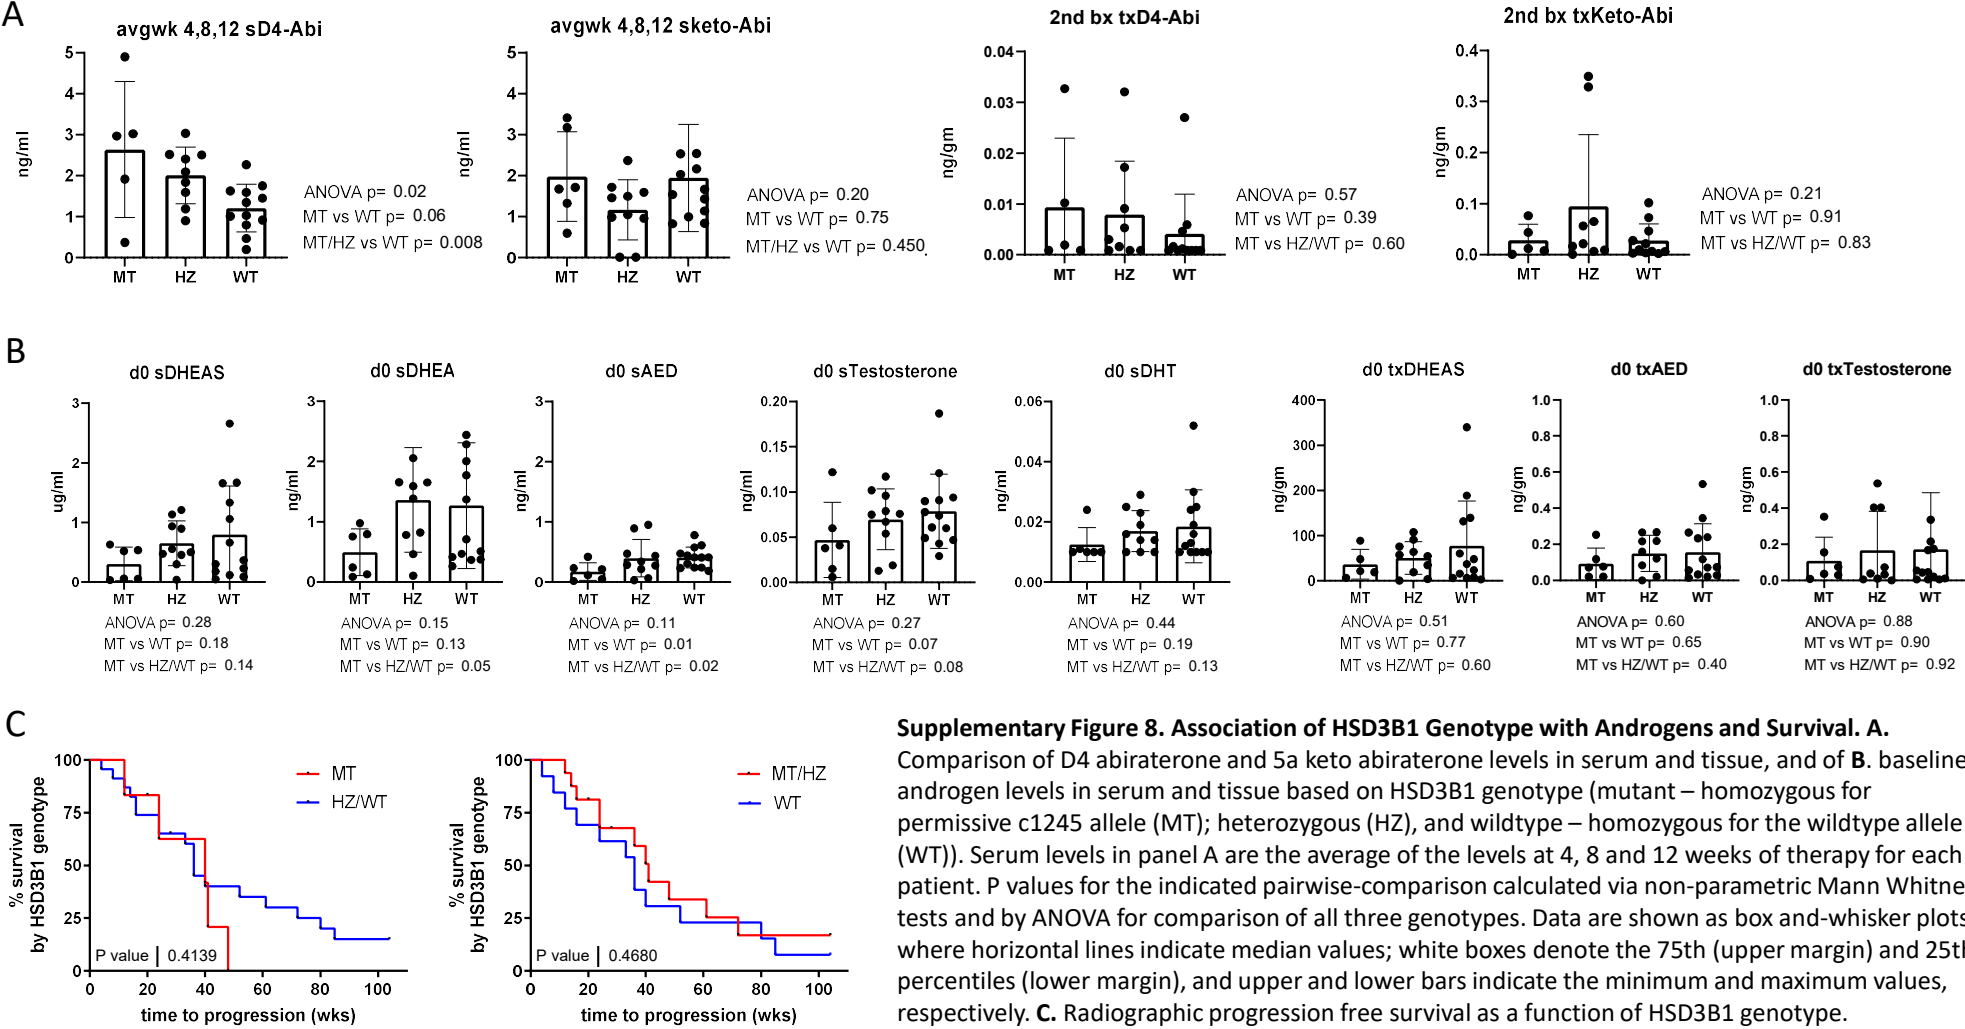 A
avgwk 4,8,12 sD4-Abi
ng/ml
5
4
3
2
1
0
MT HZ WT
ANOVA p= 0.02
MT vs WT p= 0.06
MT/HZ vs WT p= 0.008
avgwk 4,8,12 sketo-Abi
ng/ml
5
4
3
2
1
0
MT HZ WT
ANOVA p= 0.20
MT vs WT p= 0.75
MT/HZ vs WT p= 0.450
2nd bx txD4-Abi
ng/gm
0.04
0.03
0.02
0.01
0.00
MT HZ WT
ANOVA p= 0.57
MT vs WT p= 0.39
MT vs HZ/WT p= 0.60
2nd bx txKeto-Abi
ng/gm
0.4
0.3
0.2
0.1
0.0
MT HZ WT
ANOVA p= 0.21
MT vs WT p= 0.91
MT vs HZ/WT p= 0.83
B
d0 sDHEAS
ug/ml
3
2
1
0
MT HZ WT
ANOVA p= 0.28
MT vs WT p= 0.18
MT vs HZ/WT p= 0.14
d0 sDHEA
ng/ml
3
2
1
0
MT HZ WT
ANOVA p= 0.15
MT vs WT p= 0.13
MT vs HZ/WT p= 0.05
d0 sAED
ng/ml
3
2
1
0
MT HZ WT
ANOVA p= 0.11
MT vs WT p= 0.01
MT vs HZ/WT p= 0.02
d0 sTestosterone
ng/ml
0.20
0.15
0.10
0.05
0.00
MT HZ WT
ANOVA p= 0.27
MT vs WT p= 0.07
MT vs HZ/WT p= 0.08
d0 sDHT
ng/ml
0.06
0.04
0.02
0.00
MT HZ WT
ANOVA p= 0.44
MT vs WT p= 0.19
MT vs HZ/WT p= 0.13
d0 txDHEAS
ng/gm
400
300
200
100
0
MT HZ WT
ANOVA p= 0.51
MT vs WT p= 0.77
MT vs HZ/WT p= 0.60
d0 txAED
ng/gm
1.0
0.8
0.6
0.4
0.2
0.0
MT HZ WT
ANOVA p= 0.60
MT vs WT p= 0.65
MT vs HZ/WT p= 0.40
d0 txTestosterone
ng/gm
1.0
0.8
0.6
0.4
0.2
0.0
MT HZ WT
ANOVA p= 0.88
MT vs WT p= 0.90
MT vs HZ/WT p= 0.92
C
% survival
by HSD3B1 genotype
100
75
50
25
0
MT
HZ/WT
P value 0.4139
0 20 40 60 80 100
time to progression (wks)
% survival
by HSD3B1 genotype
100
75
50
25
0
MT/HZ
WT
P value 0.4680
0 20 40 60 80 100
time to progression (wks)
Supplementary Figure 8. Association of HSD3B1 Genotype with Androgens and Survival. A.
Comparison of D4 abiraterone and 5a keto abiraterone levels in serum and tissue, and of B. baseline
androgen levels in serum and tissue based on HSD3B1 genotype (mutant – homozygous for
permissive c1245 allele (MT); heterozygous (HZ), and wildtype – homozygous for the wildtype allele
(WT)). Serum levels in panel A are the average of the levels at 4, 8 and 12 weeks of therapy for each
patient. P values for the indicated pairwise-comparison calculated via non-parametric Mann Whitne
tests and by ANOVA for comparison of all three genotypes. Data are shown as box and-whisker plots
where horizontal lines indicate median values; white boxes denote the 75th (upper margin) and 25th
percentiles (lower margin), and upper and lower bars indicate the minimum and maximum values,
respectively. C. Radiographic progression free survival as a function of HSD3B1 genotype.